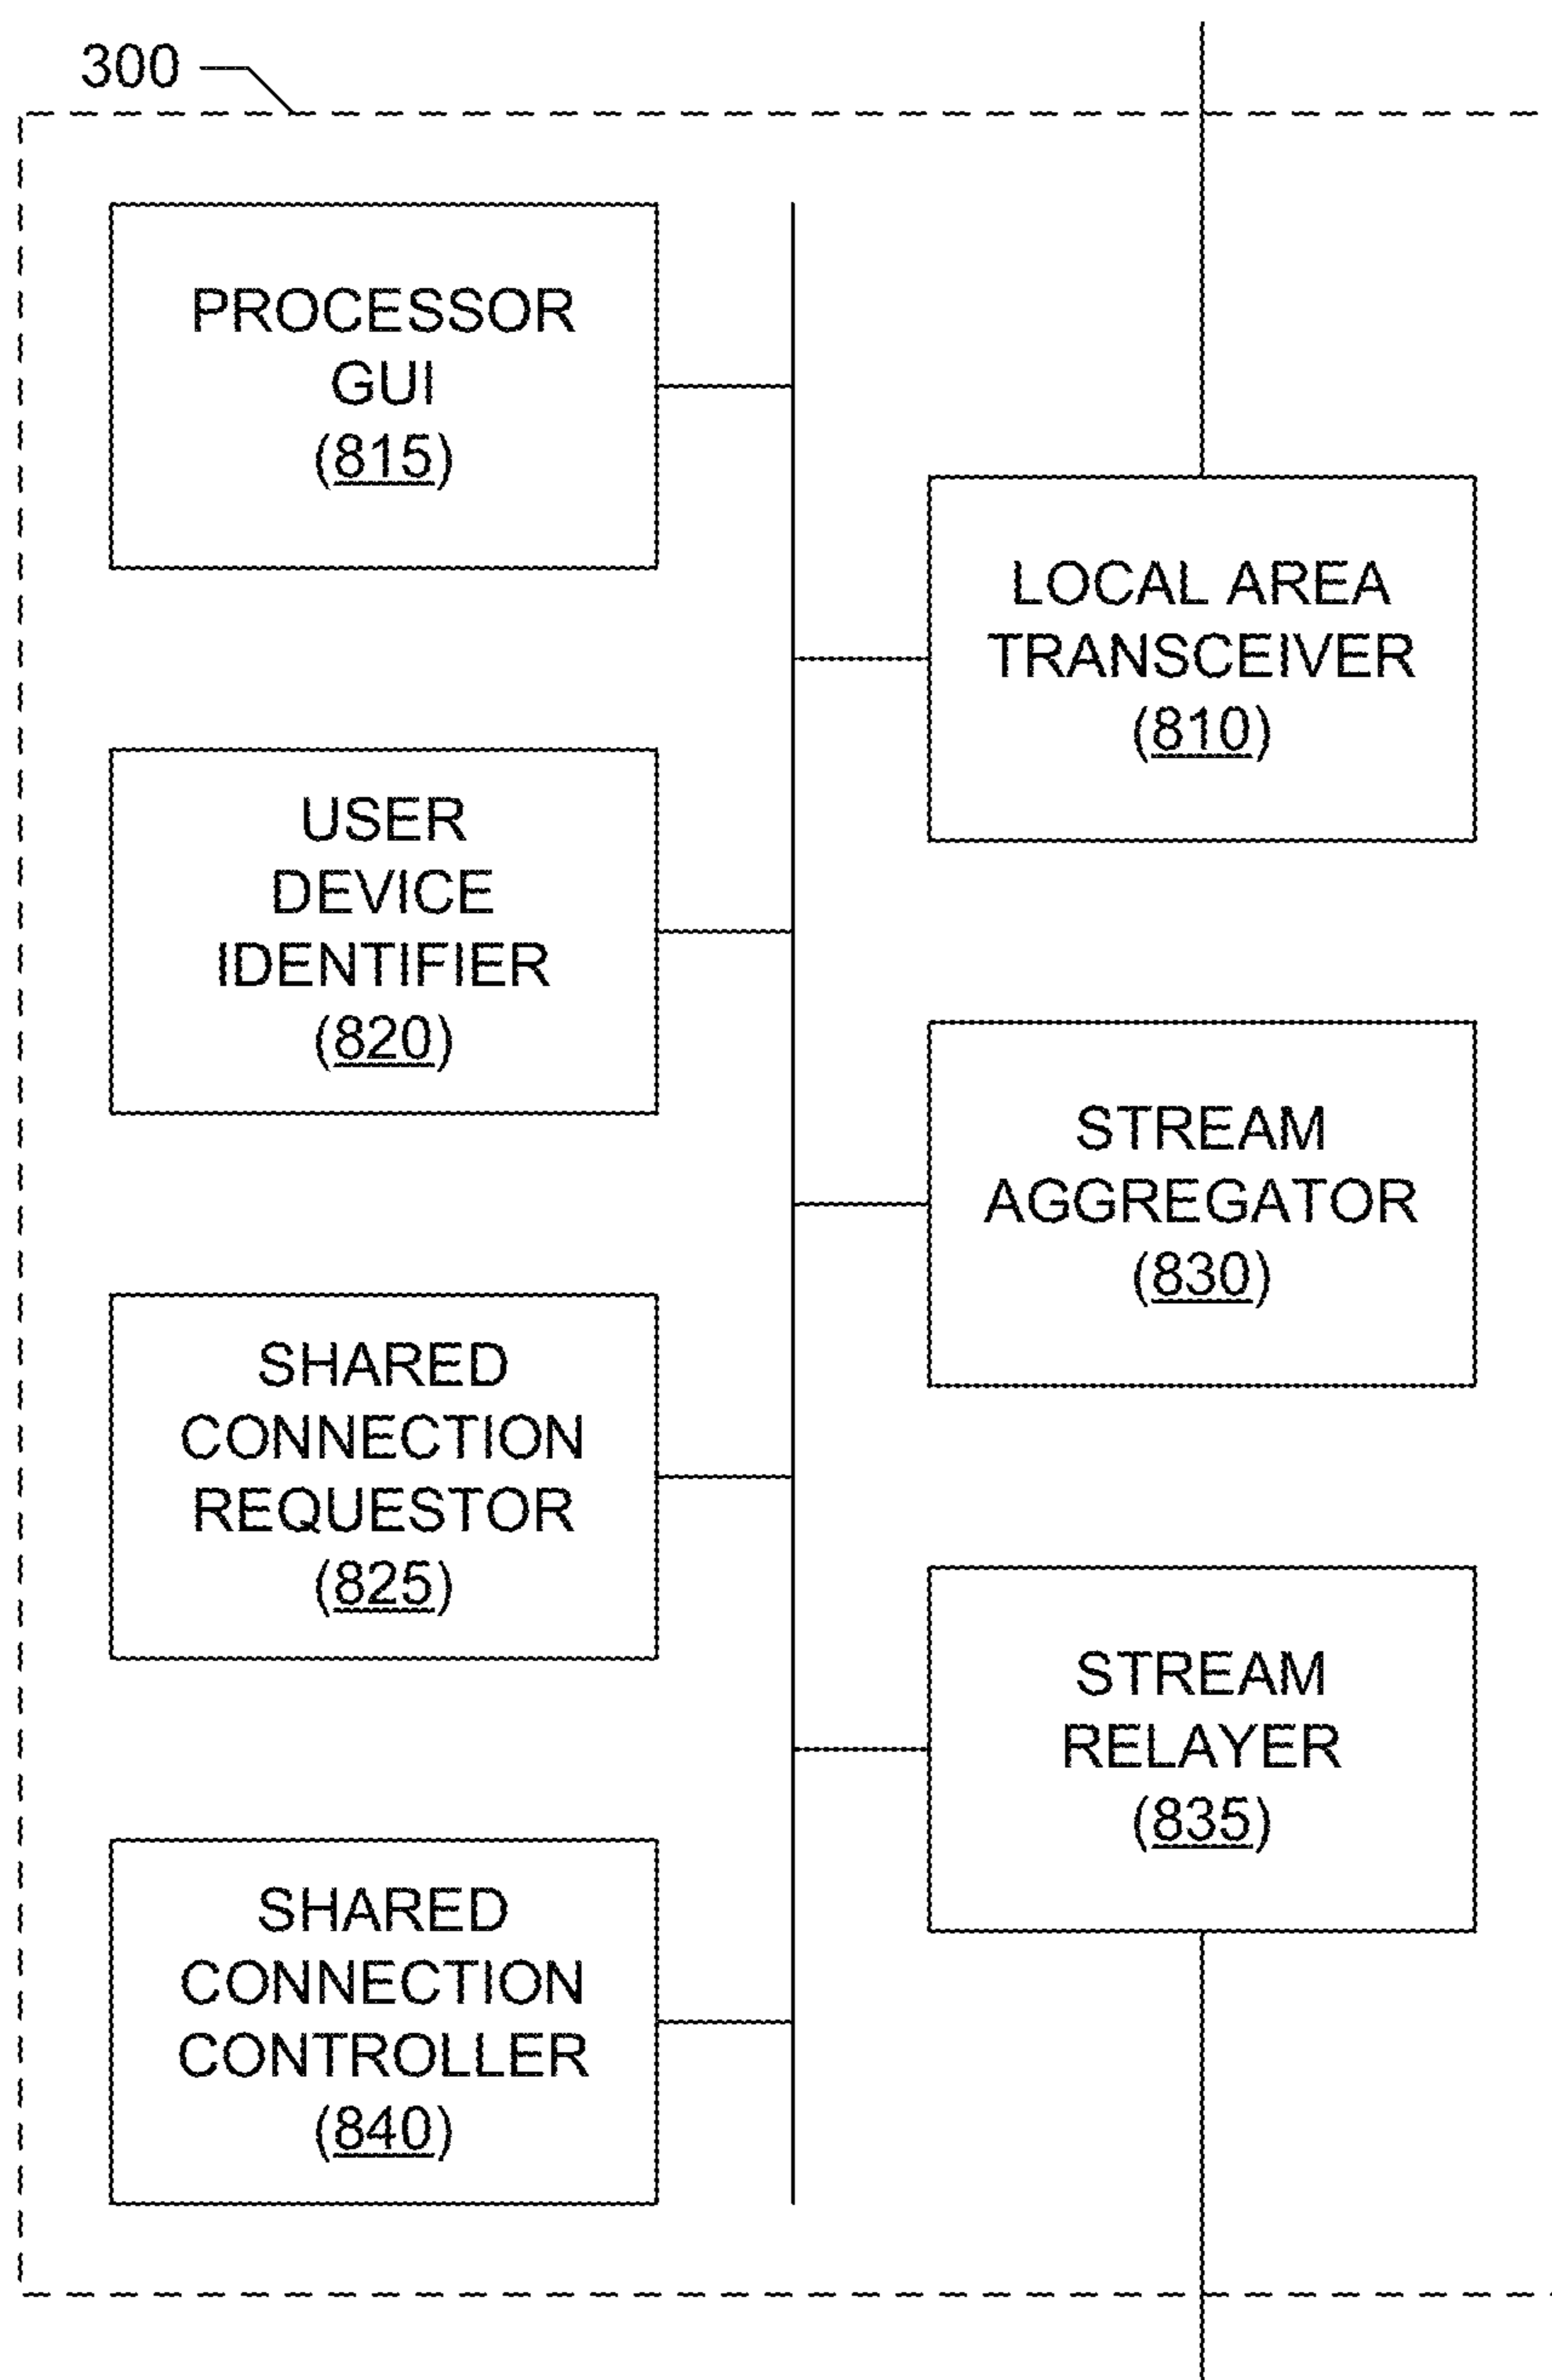 300
PROCESSOR
GUI
(815)
USER
DEVICE
IDENTIFIER
(820)
SHARED
CONNECTION
REQUESTOR
(825)
SHARED
CONNECTION
CONTROLLER
(840)
LOCAL AREA
TRANSCEIVER
(810)
STREAM
AGGREGATOR
(830)
STREAM
RELAYER
(835)